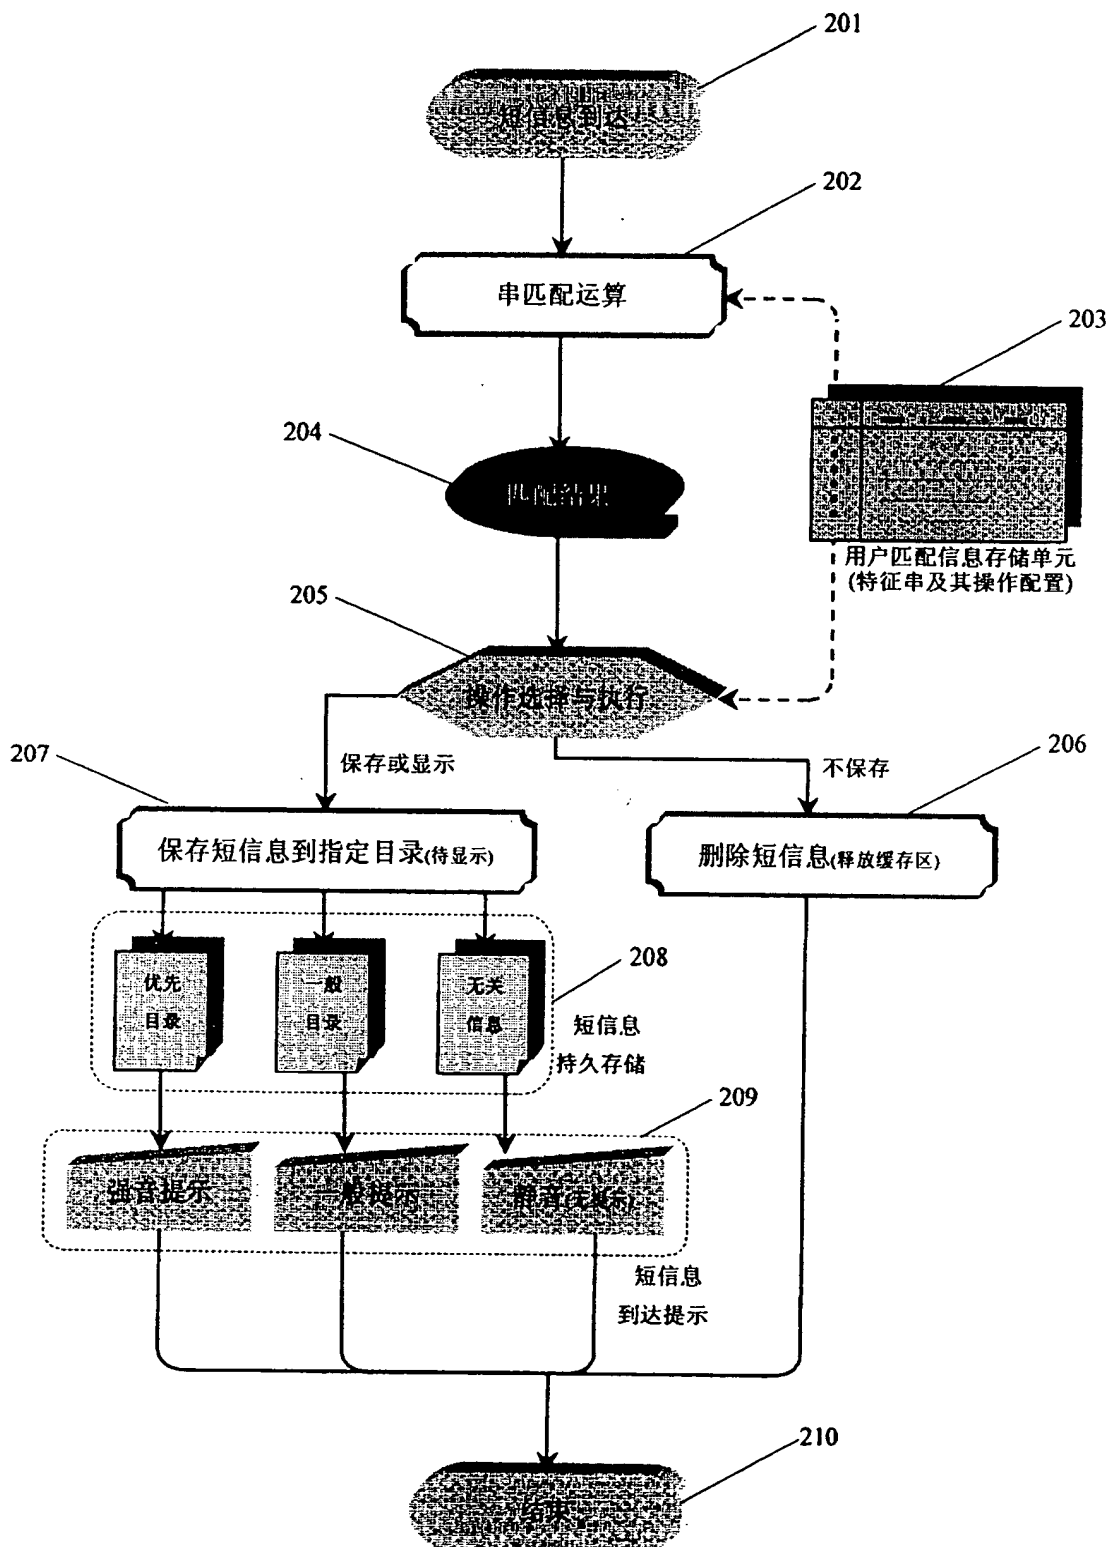 201
短信息到达
202
串匹配运算
203
204
匹配结果
用户匹配信息存储单元
(特征串及其操作配置)
205
操作选择与执行
207
保存或显示
不保存
206
保存短信息到指定目录(待显示)
删除短信息(释放缓存区)
优先
目录
一般
目录
无关
信息
208
短信息
持久存储
209
强音提示
一般提示
静音(无提示)
短信息
到达提示
210
结束